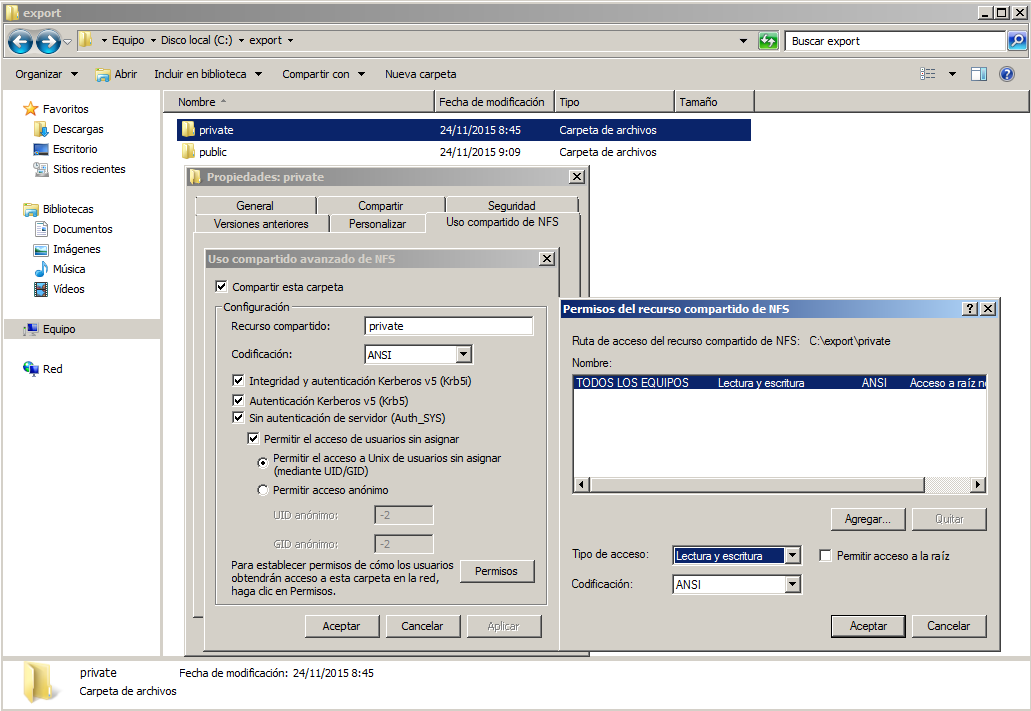 export
Equipo Disco local (C:) export
Buscar export
Organizar Abrir Incluir en biblioteca Compartir con Nueva carpeta
Favoritos
Descargas
Escritorio
Sitios recientes
Bibliotecas
Documentos
Imágenes
Música
Vídeos
Equipo
Red
Nombre Fecha de modificación Tipo Tamaño
private 24/11/2015 8:45 Carpeta de archivos
public 24/11/2015 9:09 Carpeta de archivos
Propiedades: private
General Compartir Seguridad
Versiones anteriores Personalizar Uso compartido de NFS
Uso compartido avanzado de NFS
Compartir esta carpeta
Configuración
Recurso compartido: private
Codificación: ANSI
Integridad y autenticación Kerberos v5 (Krb5i)
Autenticación Kerberos v5 (Krb5)
Sin autenticación de servidor (Auth_SYS)
Permitir el acceso de usuarios sin asignar
Permitir el acceso a Unix de usuarios sin asignar
(mediante UID/GID)
Permitir acceso anónimo
UID anónimo: -2
GID anónimo: -2
Para establecer permisos de cómo los usuarios
obtendrán acceso a esta carpeta en la red,
haga clic en Permisos.
Permisos
Aceptar Cancelar Aplicar
Permisos del recurso compartido de NFS
Ruta de acceso del recurso compartido de NFS: C:\export\private
Nombre:
TODOS LOS EQUIPOS Lectura y escritura ANSI Acceso a raíz n
Agregar... Quitar
Tipo de acceso: Lectura y escritura Permitir acceso a la raíz
Codificación: ANSI
Aceptar Cancelar
private Fecha de modificación: 24/11/2015 8:45
Carpeta de archivos